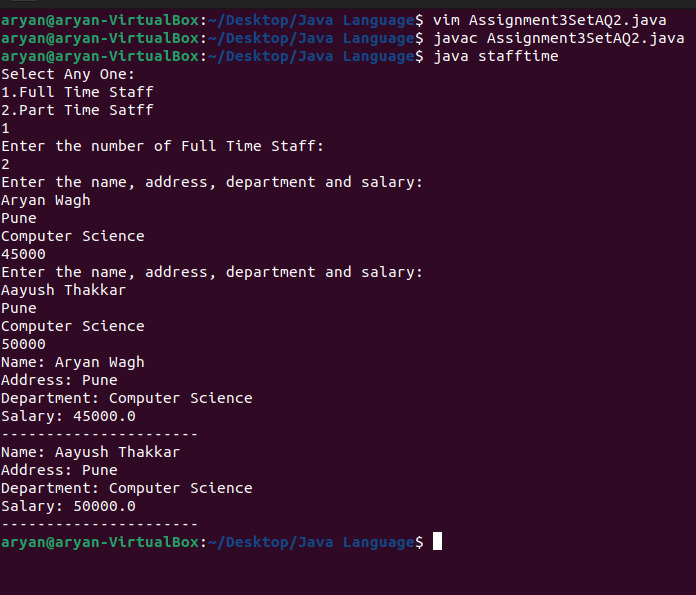 aryan@aryan-VirtualBox:~/Desktop/Java Language$ vim Assignment3SetAQ2.java
aryan@aryan-VirtualBox:~/Desktop/Java Language$ javac Assignment3SetAQ2.java
aryan@aryan-VirtualBox:~/Desktop/Java Language$ java stafftime
Select Any One:
1.Full Time Staff
2.Part Time Satff
1
Enter the number of Full Time Staff:
2
Enter the name, address, department and salary:
Aryan Wagh
Pune
Computer Science
45000
Enter the name, address, department and salary:
Aayush Thakkar
Pune
Computer Science
50000
Name: Aryan Wagh
Address: Pune
Department: Computer Science
Salary: 45000.0
----------------------
Name: Aayush Thakkar
Address: Pune
Department: Computer Science
Salary: 50000.0
----------------------
aryan@aryan-VirtualBox:~/Desktop/Java Language$